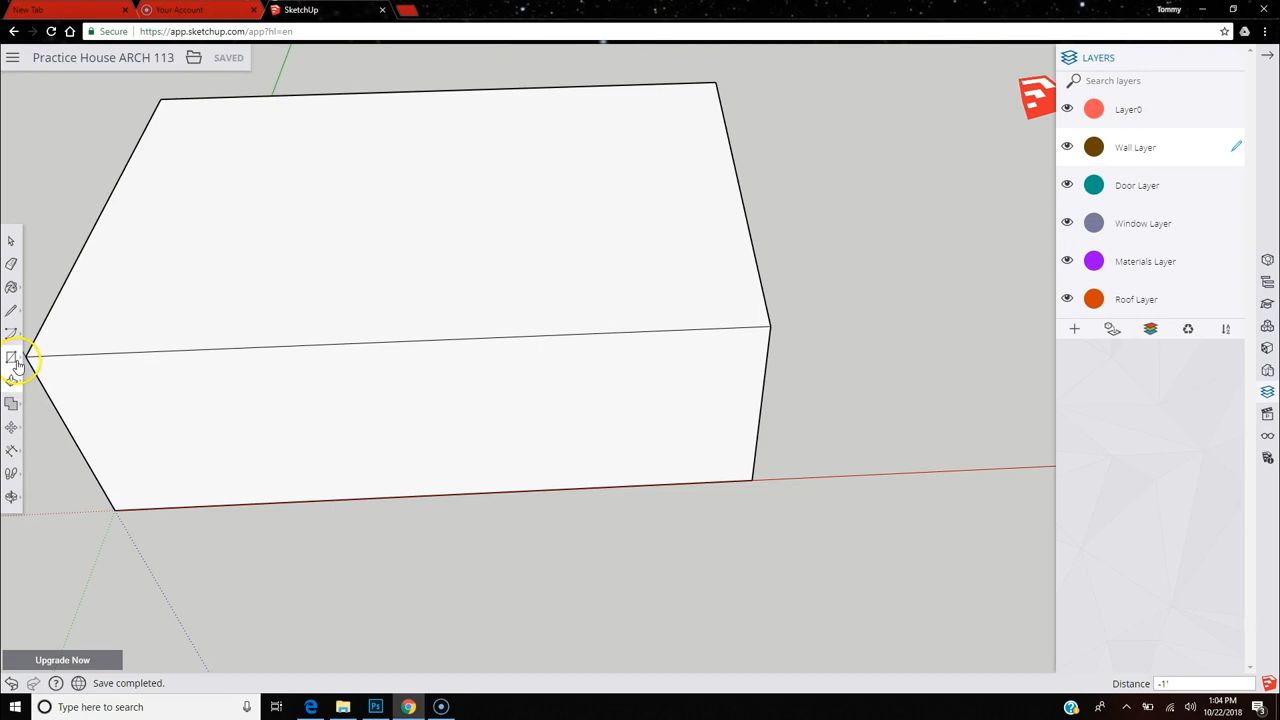 New Tab
Your Account
SketchUp
Tommy
Secure
https://app.sketchup.com/app?hl=en
Practice House ARCH 113
SAVED
LAYERS
Search layers
Layer0
Wall Layer
Door Layer
Window Layer
Materials Layer
Roof Layer
Upgrade Now
Save completed.
Distance
-1'
Type here to search
Ps
1:04 PM
10/22/2018